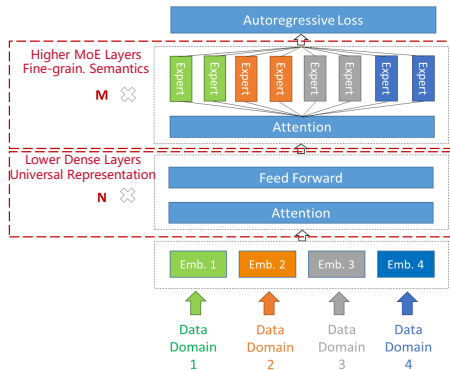 Autoregressive Loss
Higher MoE Layers
Fine-grain. Semantics
M
Expert Expert Expert Expert Expert Expert Expert Expert
Attention
Lower Dense Layers
Universal Representation
N
Feed Forward
Attention
Emb. 1 Emb. 2 Emb. 3 Emb. 4
Data Data Data Data
Domain Domain Domain Domain
1 2 3 4